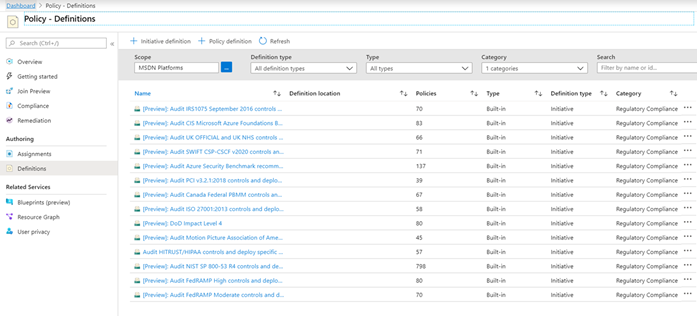 Dashboard > Policy - Definitions
Policy - Definitions
Search (Ctrl+/)
«
Overview
Getting started
Join Preview
Compliance
Remediation
Authoring
Assignments
Definitions
Related Services
Blueprints (preview)
Resource Graph
User privacy
+ Initiative definition + Policy definition Refresh
Scope Definition type Type Category Search
MSDN Platforms ... All definition types All types 1 categories Filter by name or id...
Name Definition location Policies Type Definition type Category
[Preview]: Audit IRS1075 September 2016 controls ... 70 Built-in Initiative Regulatory Compliance ...
[Preview]: Audit CIS Microsoft Azure Foundations B... 83 Built-in Initiative Regulatory Compliance ...
[Preview]: Audit UK OFFICIAL and UK NHS controls ... 66 Built-in Initiative Regulatory Compliance ...
[Preview]: Audit SWIFT CSP-CSCF v2020 controls an... 71 Built-in Initiative Regulatory Compliance ...
[Preview]: Audit Azure Security Benchmark recomm... 137 Built-in Initiative Regulatory Compliance ...
[Preview]: Audit PCI v3.2.1:2018 controls and deplo... 39 Built-in Initiative Regulatory Compliance ...
[Preview]: Audit Canada Federal PBMM controls an... 67 Built-in Initiative Regulatory Compliance ...
[Preview]: Audit ISO 27001:2013 controls and deplo... 58 Built-in Initiative Regulatory Compliance ...
[Preview]: DoD Impact Level 4 80 Built-in Initiative Regulatory Compliance ...
[Preview]: Audit Motion Picture Association of Ame... 45 Built-in Initiative Regulatory Compliance ...
Audit HITRUST/HIPAA controls and deploy specific ... 57 Built-in Initiative Regulatory Compliance ...
[Preview]: Audit NIST SP 800-53 R4 controls and de... 798 Built-in Initiative Regulatory Compliance ...
[Preview]: Audit FedRAMP High controls and deplo... 80 Built-in Initiative Regulatory Compliance ...
[Preview]: Audit FedRAMP Moderate controls and d... 70 Built-in Initiative Regulatory Compliance ...